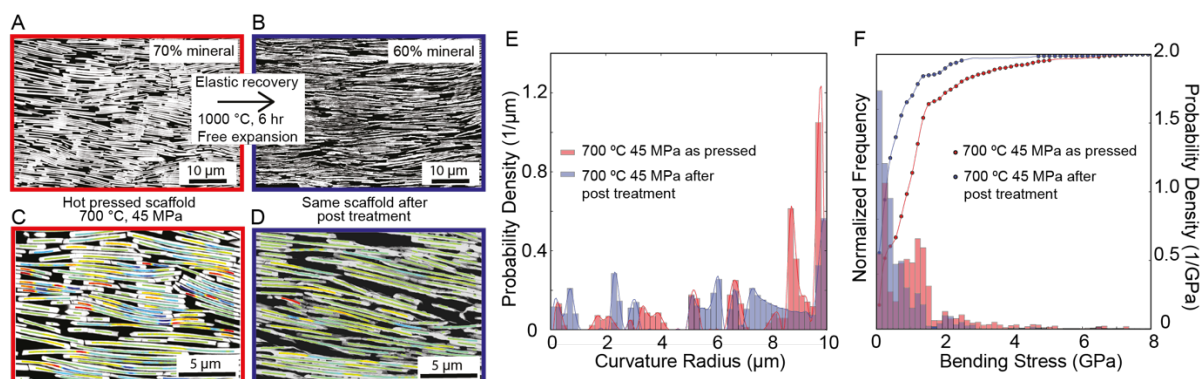 A
70% mineral
10 µm
B
60% mineral
10 µm
Elastic recovery
1000 °C, 6 hr
Free expansion
C
Hot pressed scaffold
700 °C, 45 MPa
5 µm
D
Same scaffold after
post treatment
5 µm
E
Probability Density (1/µm)
1.2
0.8
0.4
0
700 ºC 45 MPa as pressed
700 ºC 45 MPa after
post treatment
0 2 4 6 8 10
Curvature Radius (µm)
F
Normalized Frequency
700 ºC 45 MPa as pressed
700 ºC 45 MPa after
post treatment
2.0
1.5
1.0
0.5
0
Probability Density (1/GPa)
0 2 4 6 8
Bending Stress (GPa)